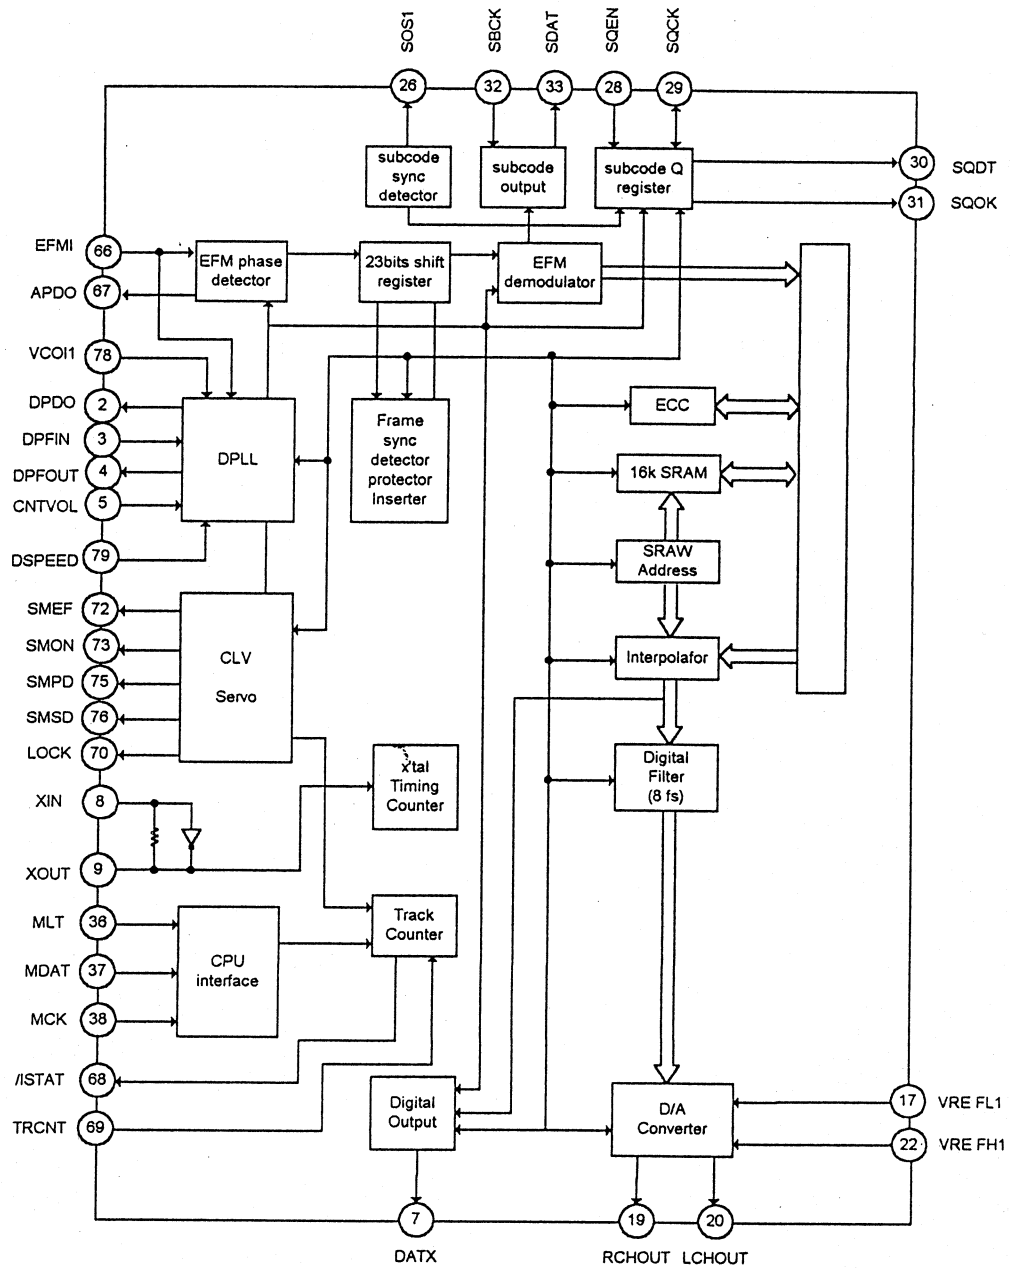 SOS1
SBCK
SDAT
SQEN
SQCK
26
32
33
28
29
subcode
sync
detector
subcode
output
subcode Q
register
30
SQDT
31
SQOK
EFMI
66
EFM phase
detector
23bits shift
register
EFM
demodulator
APDO
67
VCOI1
78
DPDO
2
DPFIN
3
DPFOUT
4
CNTVOL
5
DSPEED
79
DPLL
Frame
sync
detector
protector
Inserter
ECC
16k SRAM
SRAW
Address
Interpolafor
Digital
Filter
(8 fs)
SMEF
72
SMON
73
SMPD
75
SMSD
76
LOCK
70
CLV
Servo
x'tal
Timing
Counter
XIN
8
XOUT
9
MLT
36
MDAT
37
MCK
38
CPU
interface
Track
Counter
/ISTAT
68
TRCNT
69
Digital
Output
D/A
Converter
17
VRE FL1
22
VRE FH1
7
19
20
DATX
RCHOUT
LCHOUT